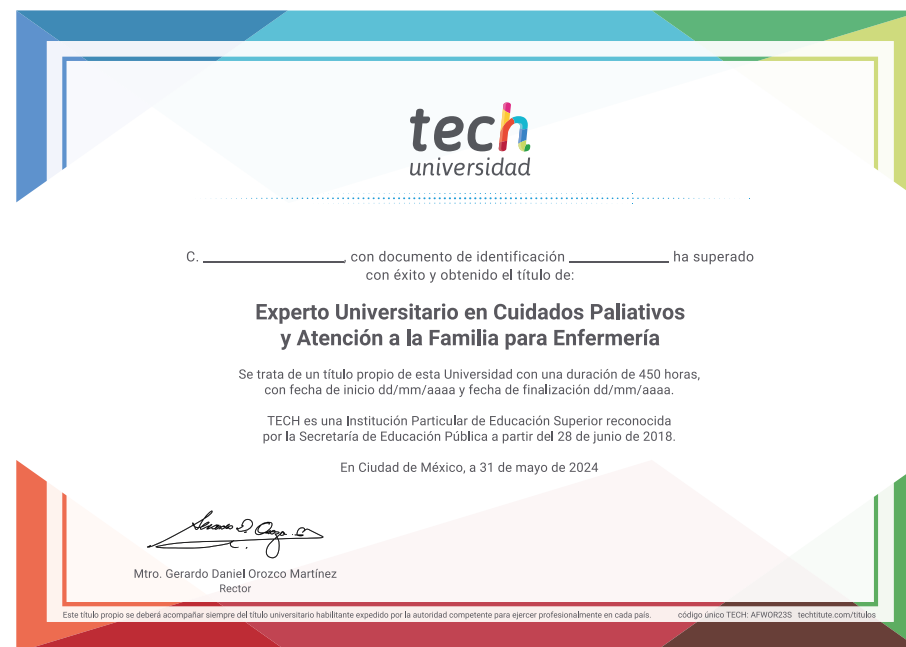 tech
universidad
C. ____________, con documento de identificación ____________ ha superado
con éxito y obtenido el título de:
Experto Universitario en Cuidados Paliativos
y Atención a la Familia para Enfermería
Se trata de un título propio de esta Universidad con una duración de 450 horas,
con fecha de inicio dd/mm/aaaa y fecha de finalización dd/mm/aaaa.
TECH es una Institución Particular de Educación Superior reconocida
por la Secretaría de Educación Pública a partir del 28 de junio de 2018.
En Ciudad de México, a 31 de mayo de 2024
Mtro. Gerardo Daniel Orozco Martínez
Rector
Este título propio se deberá acompañar siempre del título universitario habilitante expedido por la autoridad competente para ejercer profesionalmente en cada país. código único TECH: AFWOR23S techtitute.com/titulos